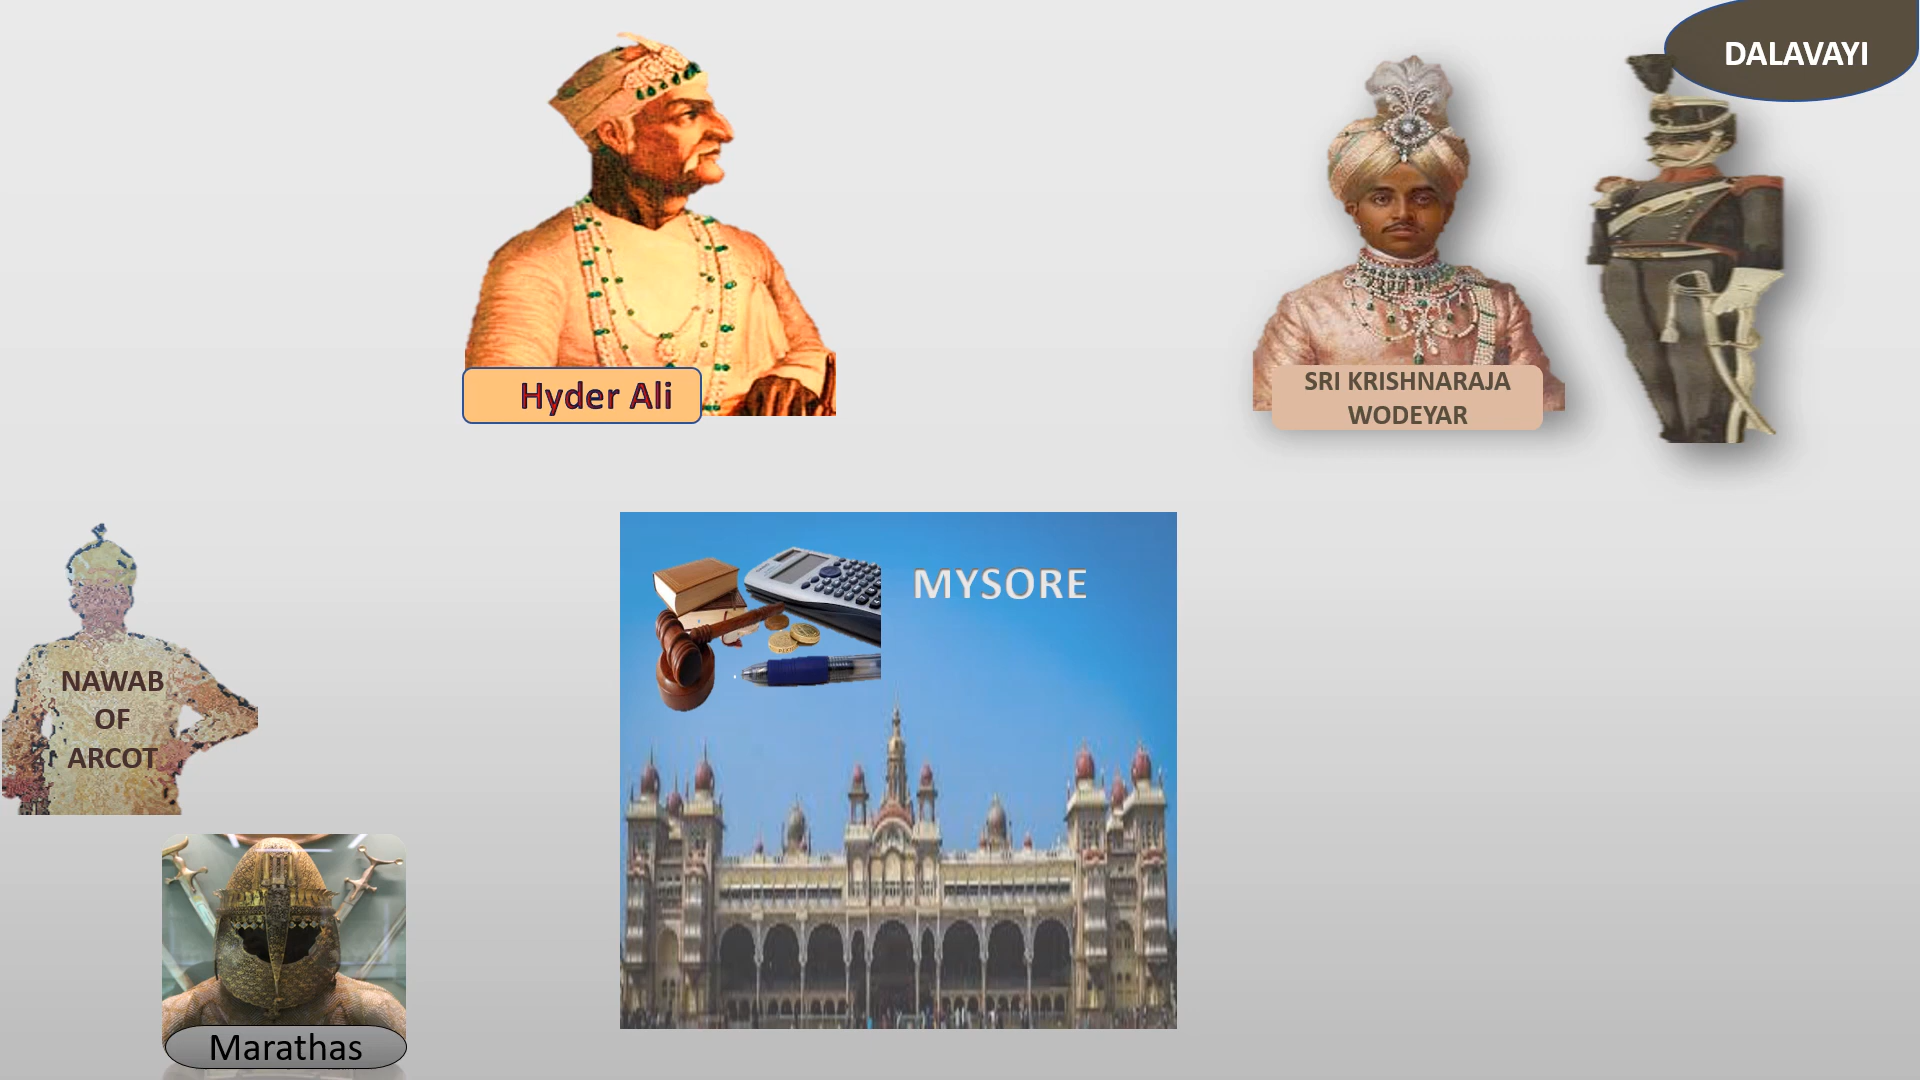 DALAVAYI
Hyder Ali
SRI KRISHNARAJA
WODEYAR
MYSORE
NAWAB
OF
ARCOT
Marathas